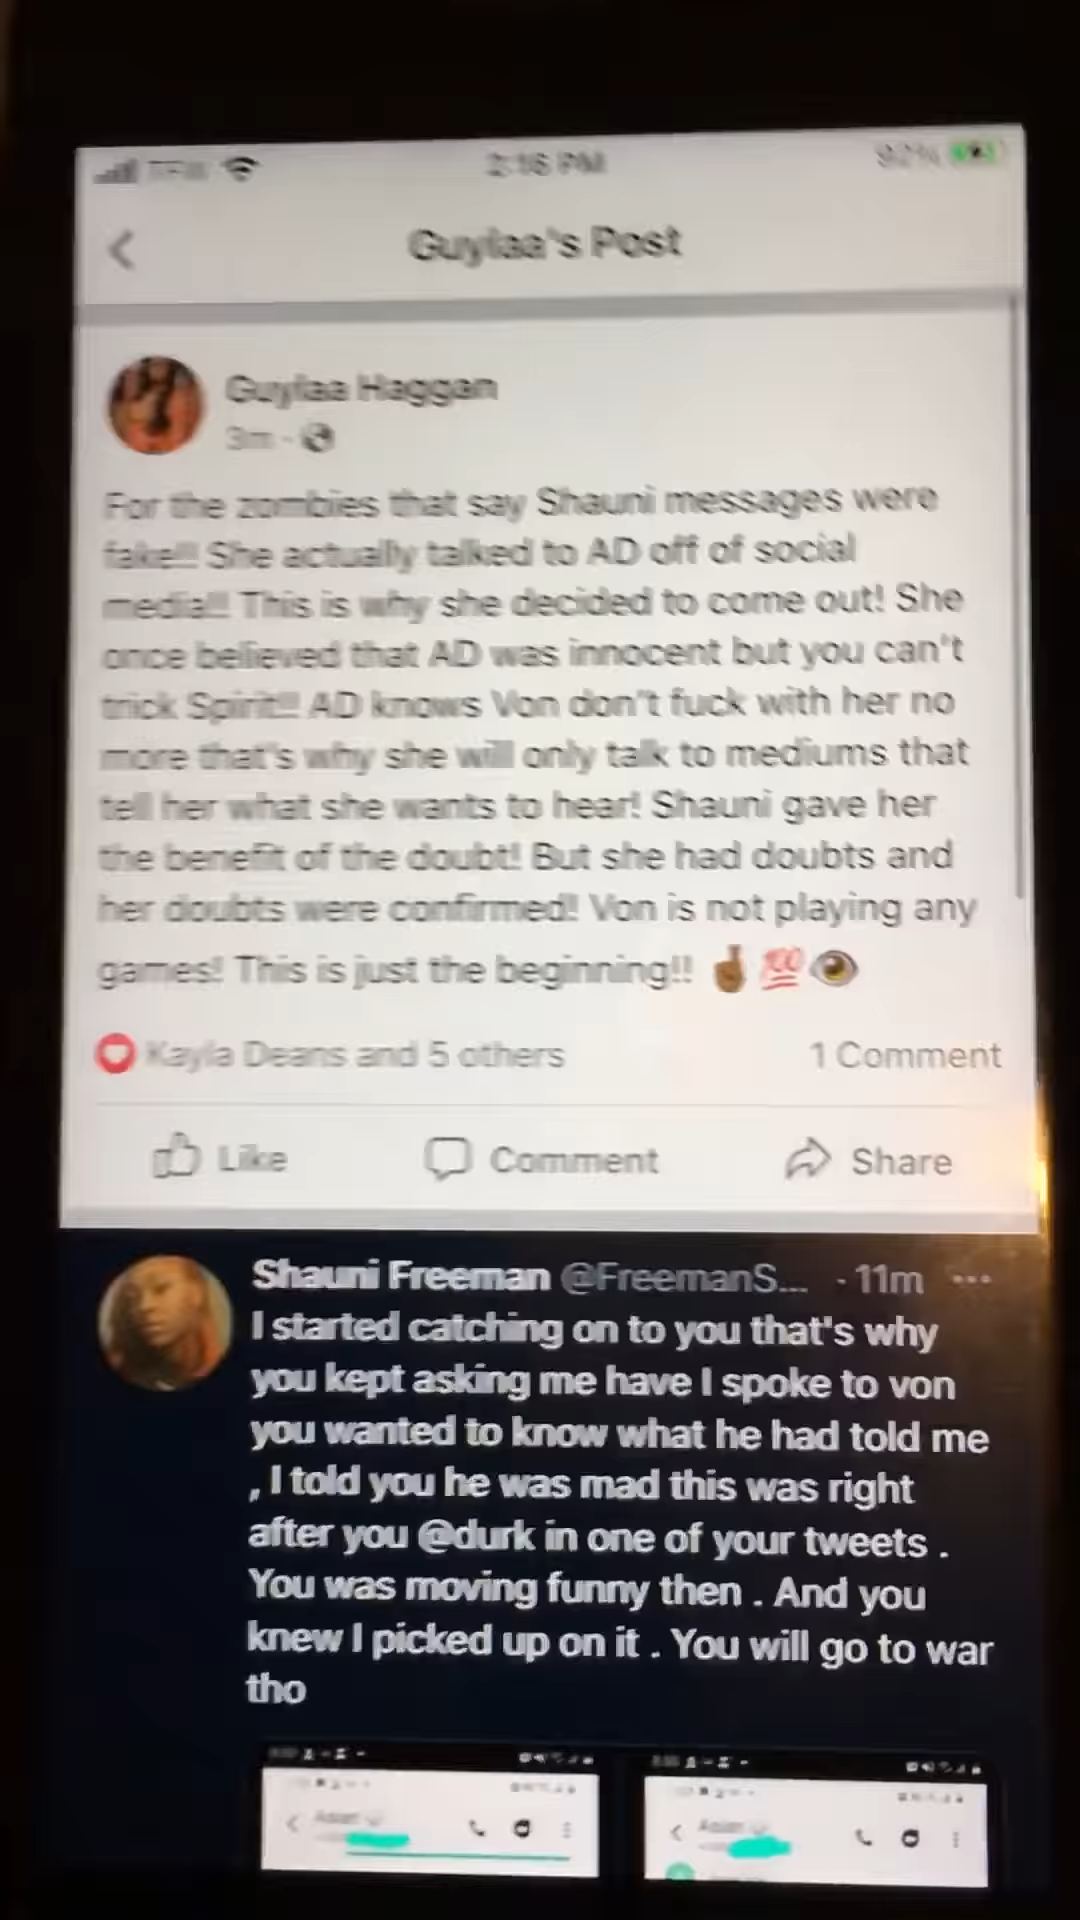 2:16 PM
92%
Guylaa's Post
Guylaa Haggan
3m
For the zombies that say Shauni messages were
fake!! She actually talked to AD off of social
media!! This is why she decided to come out! She
once believed that AD was innocent but you can't
trick Spirit!!! AD knows Von don't fuck with her no
more that's why she will only talk to mediums that
tell her what she wants to hear! Shauni gave her
the benefit of the doubt! But she had doubts and
her doubts were confirmed! Von is not playing any
games! This is just the beginning!! 🤞🏾💯👁
Kayla Deans and 5 others 1 Comment
Like Comment Share
Shauni Freeman @FreemanS... · 11m
I started catching on to you that's why
you kept asking me have I spoke to von
you wanted to know what he had told me
, I told you he was mad this was right
after you @durk in one of your tweets .
You was moving funny then . And you
knew I picked up on it . You will go to war
tho